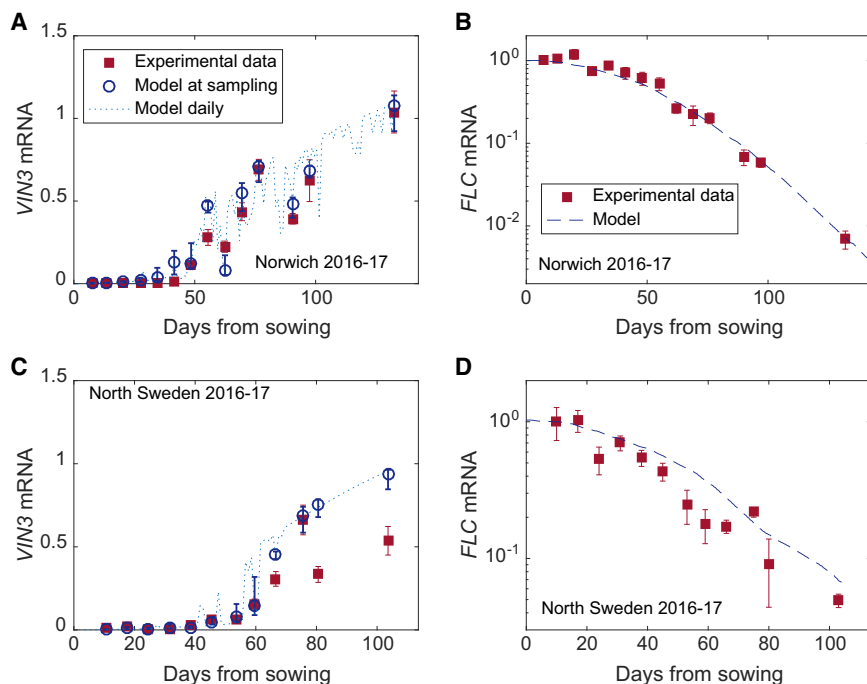 A
1.5
1
0.5
0
VIN3 mRNA
Experimental data
Model at sampling
Model daily
Norwich 2016-17
50
100
Days from sowing
B
10^0
10^-1
10^-2
FLC mRNA
Experimental data
Model
Norwich 2016-17
0
50
100
Days from sowing
C
1.5
1
0.5
0
VIN3 mRNA
North Sweden 2016-17
0
20
40
60
80
100
Days from sowing
D
10^0
10^-1
FLC mRNA
North Sweden 2016-17
0
20
40
60
80
100
Days from sowing